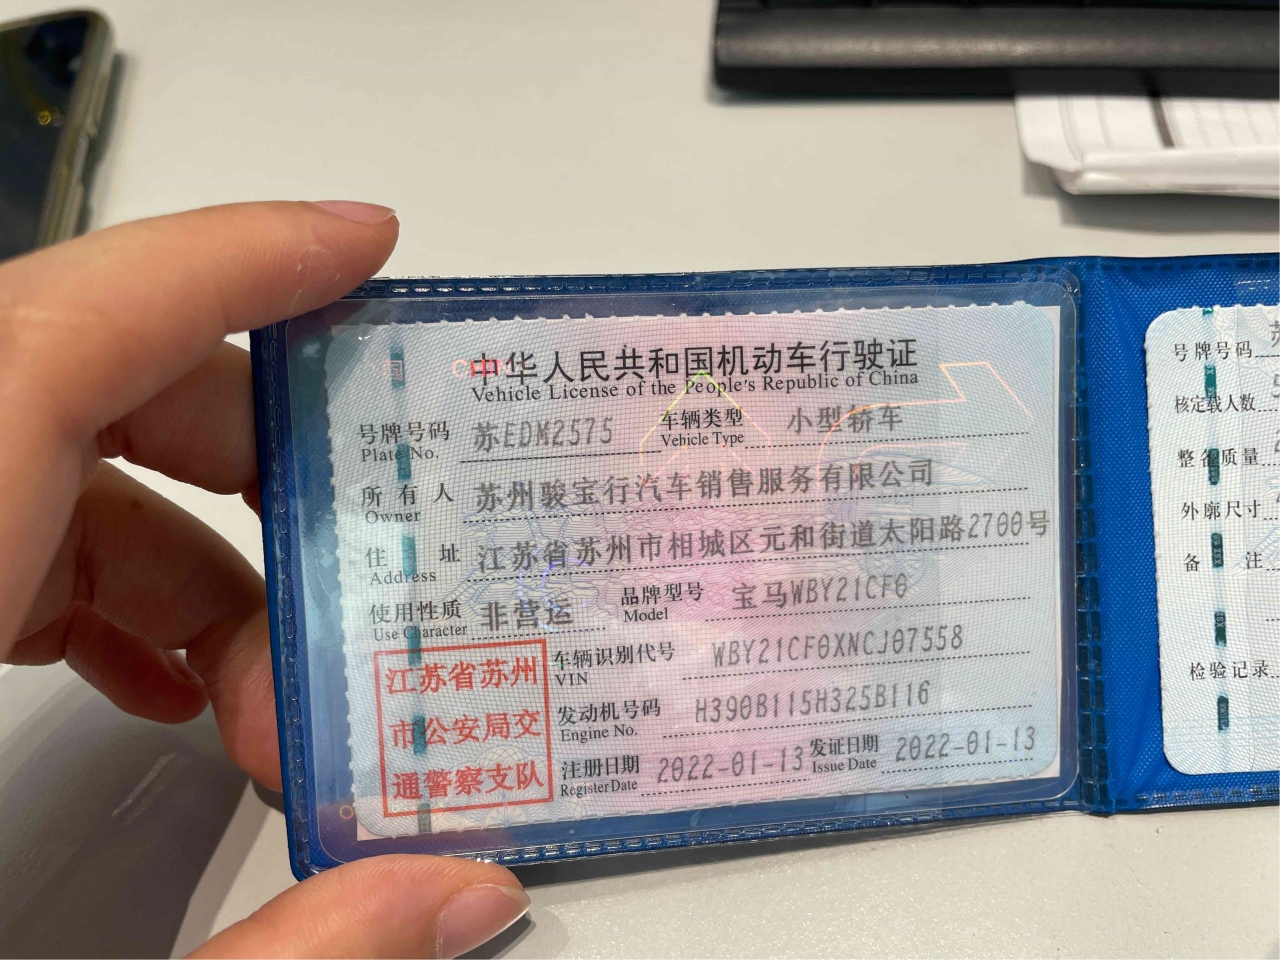 中华人民共和国机动车行驶证
Vehicle License of the People's Republic of China
号牌号码 苏EDM2575 车辆类型 小型轿车
Plate No. Vehicle Type
所有人 苏州骏宝行汽车销售服务有限公司
Owner
住址 江苏省苏州市相城区元和街道太阳路2700号
Address
使用性质 非营运 品牌型号 宝马WBY21CF0
Use Character Model
江苏省苏州
市公安局交
通警察支队
车辆识别代号 WBY21CF0XNCJ07558
VIN
发动机号码 H390B115H325B116
Engine No.
注册日期 2022-01-13 发证日期 2022-01-13
Register Date Issue Date
号牌号码
核定载人数
整备质量
外廓尺寸
备注
检验记录